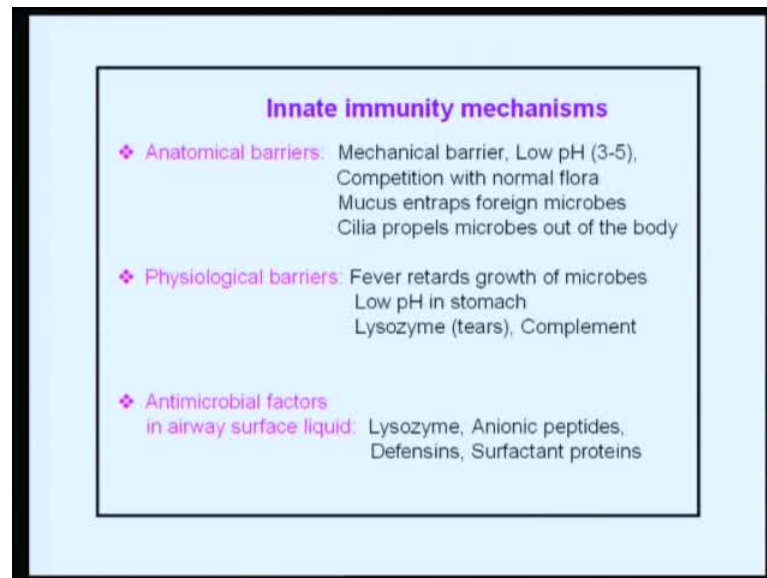 Innate immunity mechanisms
❖ Anatomical barriers: Mechanical barrier, Low pH (3-5),
Competition with normal flora
Mucus entraps foreign microbes
Cilia propels microbes out of the body
❖ Physiological barriers: Fever retards growth of microbes
Low pH in stomach
Lysozyme (tears), Complement
❖ Antimicrobial factors
in airway surface liquid: Lysozyme, Anionic peptides,
Defensins, Surfactant proteins